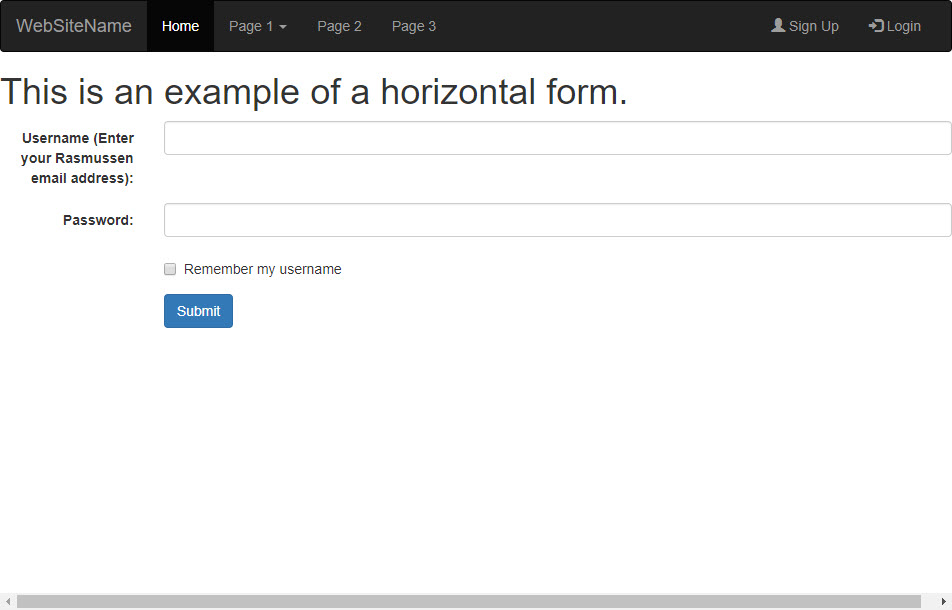 WebSiteName Home Page 1 Page 2 Page 3 Sign Up Login
This is an example of a horizontal form.
Username (Enter
your Rasmussen
email address):
Password:
Remember my username
Submit